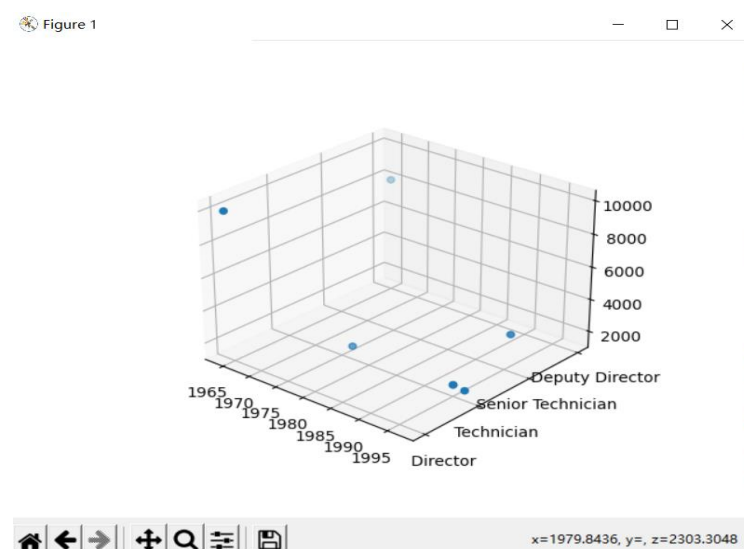 Figure 1
10000
8000
6000
4000
2000
Deputy Director
Senior Technician
Technician
Director
1965
1970
1975
1980
1985
1990
1995
x=1979.8436, y=, z=2303.3048